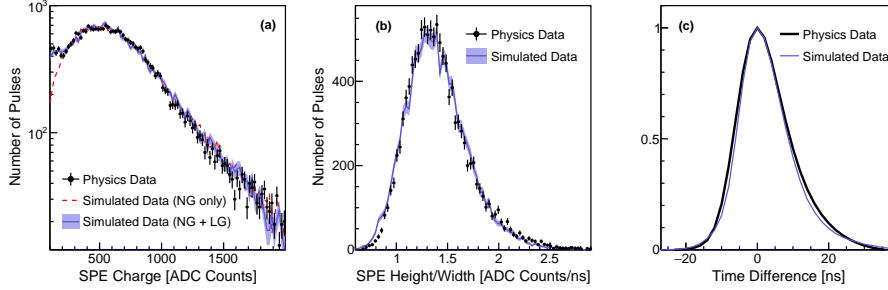 (a)
Number of Pulses
10³
10²
Physics Data
Simulated Data (NG only)
Simulated Data (NG + LG)
500 1000 1500
SPE Charge [ADC Counts]
(b)
Number of Pulses
400
200
0
Physics Data
Simulated Data
1 1.5 2 2.5
SPE Height/Width [ADC Counts/ns]
(c)
1
0.5
0
Physics Data
Simulated Data
−20 0 20
Time Difference [ns]